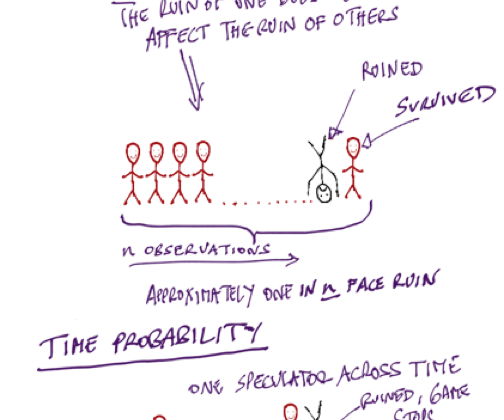 THE RUIN OF ONE DOES
AFFECT THE RUIN OF OTHERS
RUINED
SURVIVED
n OBSERVATIONS
APPROXIMATELY ONE IN n FACE RUIN
TIME PROBABILITY
ONE SPECULATOR ACROSS TIME
RUINED, GAME
STOPS